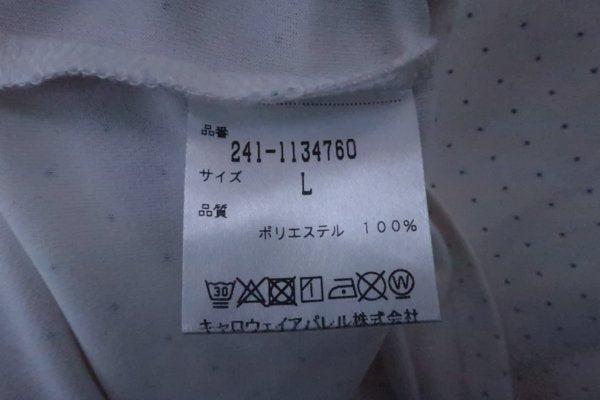 品番
241-1134760
サイズ
L
品質
ポリエステル 100%
30 W
キャロウェイアパレル株式会社